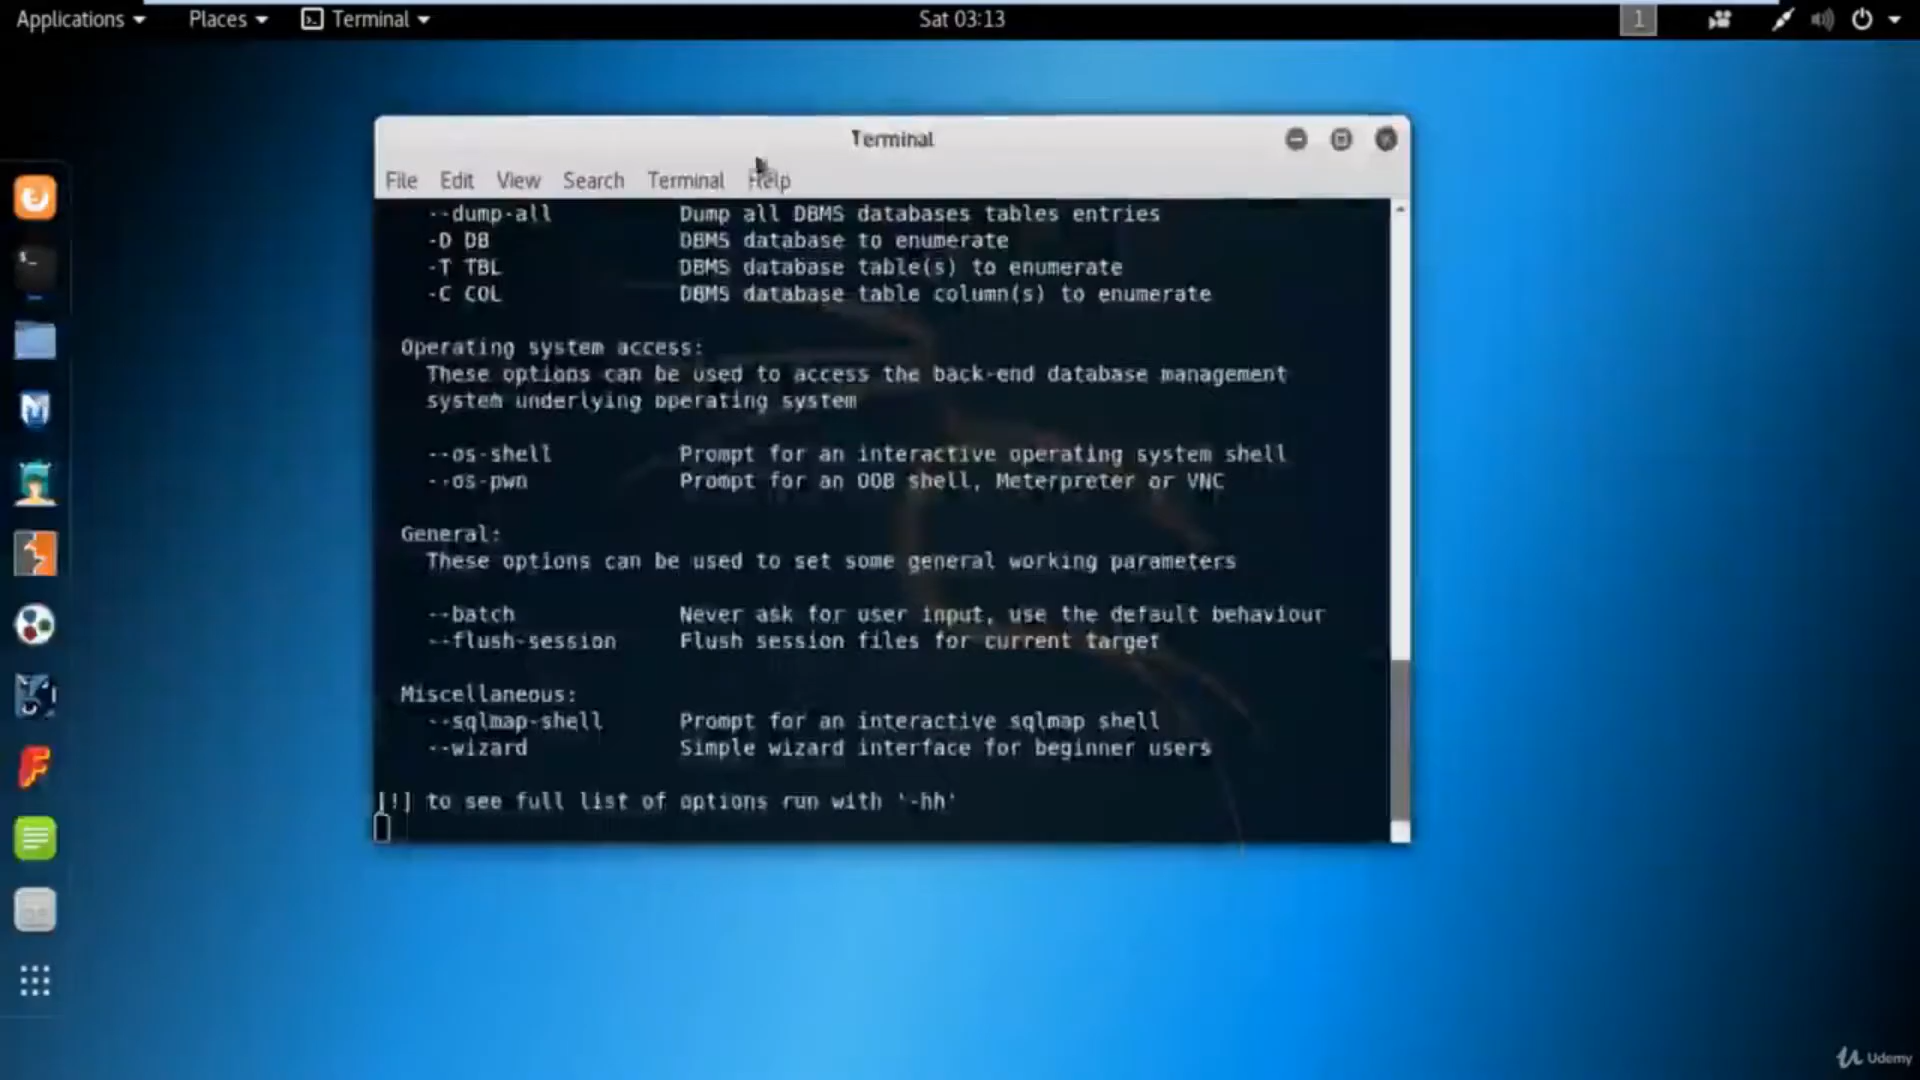 Applications Places Terminal Sat 03:13 1
Terminal
File Edit View Search Terminal Help
--dump-all Dump all DBMS databases tables entries
-D DB DBMS database to enumerate
-T TBL DBMS database table(s) to enumerate
-C COL DBMS database table column(s) to enumerate
Operating system access:
These options can be used to access the back-end database management
system underlying operating system
--os-shell Prompt for an interactive operating system shell
--os-pwn Prompt for an OOB shell, Meterpreter or VNC
General:
These options can be used to set some general working parameters
--batch Never ask for user input, use the default behaviour
--flush-session Flush session files for current target
Miscellaneous:
--sqlmap-shell Prompt for an interactive sqlmap shell
--wizard Simple wizard interface for beginner users
[!] to see full list of options run with '-hh'
Udemy